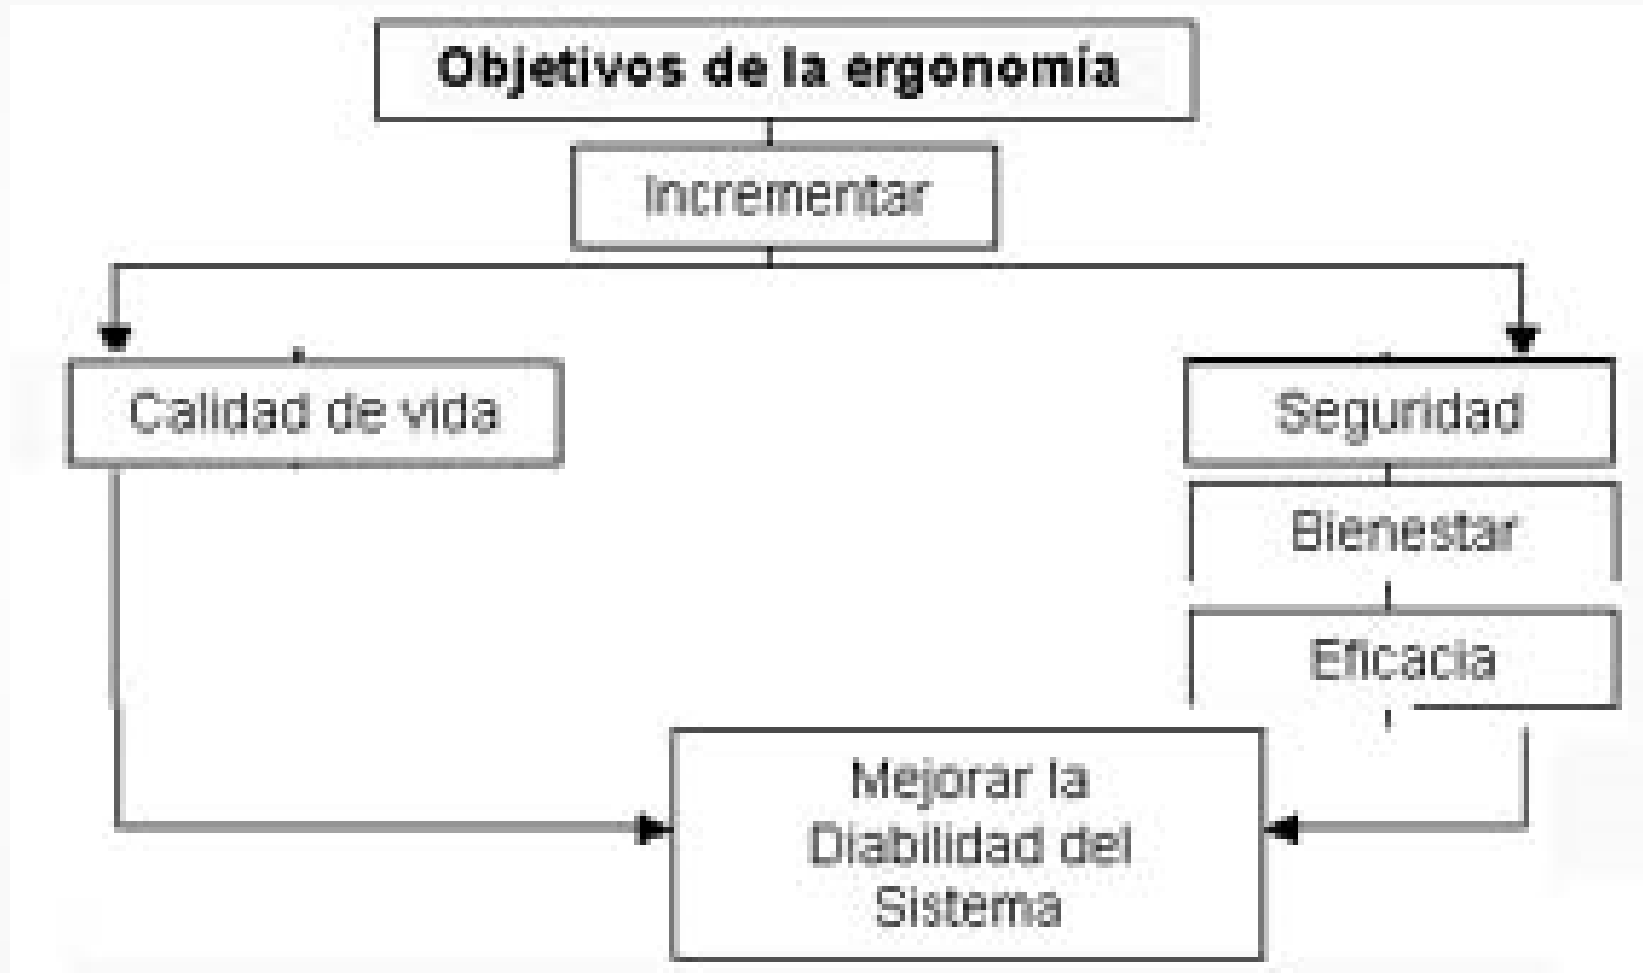 Objetivos de la ergonomía
Incrementar
Calidad de vida
Seguridad
Bienestar
Eficacia
Mejorar la
Diabilidad del
Sistema